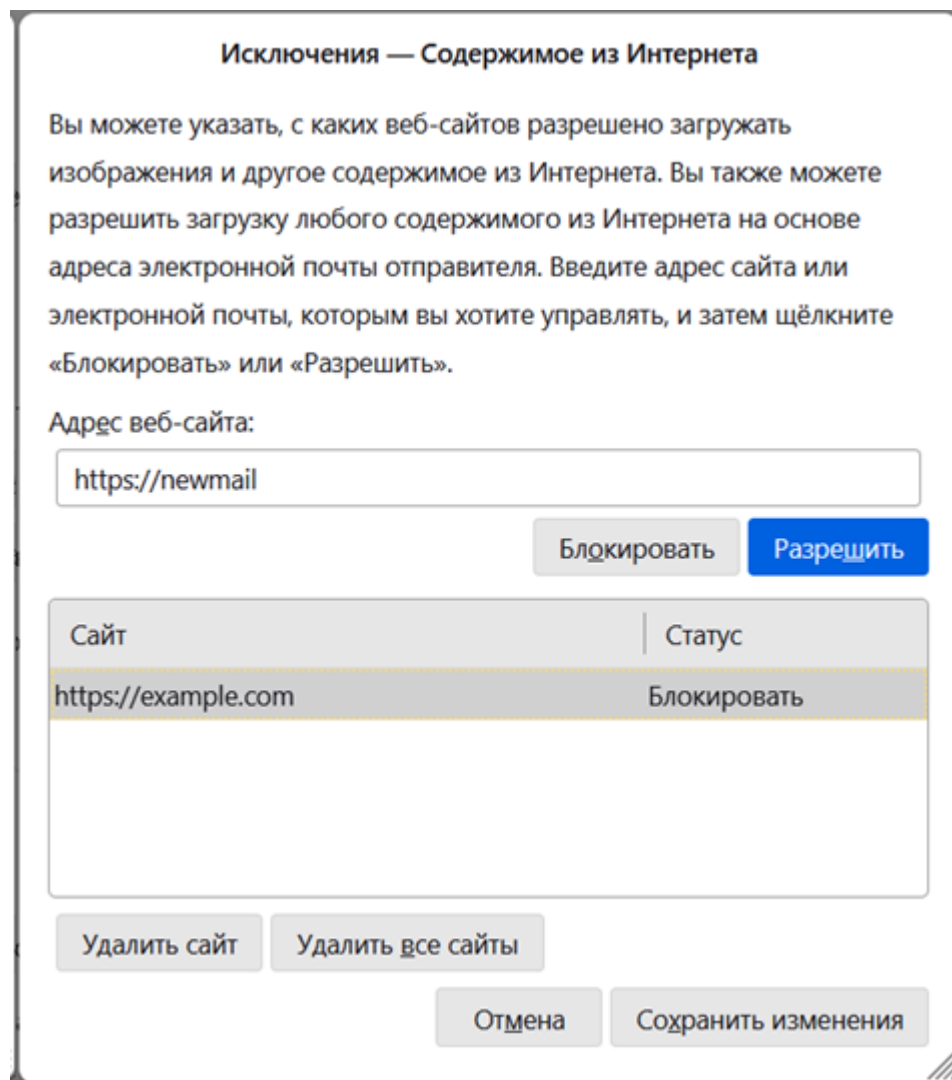 Исключения — Содержимое из Интернета
Вы можете указать, с каких веб-сайтов разрешено загружать
изображения и другое содержимое из Интернета. Вы также можете
разрешить загрузку любого содержимого из Интернета на основе
адреса электронной почты отправителя. Введите адрес сайта или
электронной почты, которым вы хотите управлять, и затем щёлкните
«Блокировать» или «Разрешить».
Адрес веб-сайта:
https://newmail
Блокировать Разрешить
Сайт Статус
https://example.com Блокировать
Удалить сайт Удалить все сайты
Отмена Сохранить изменения